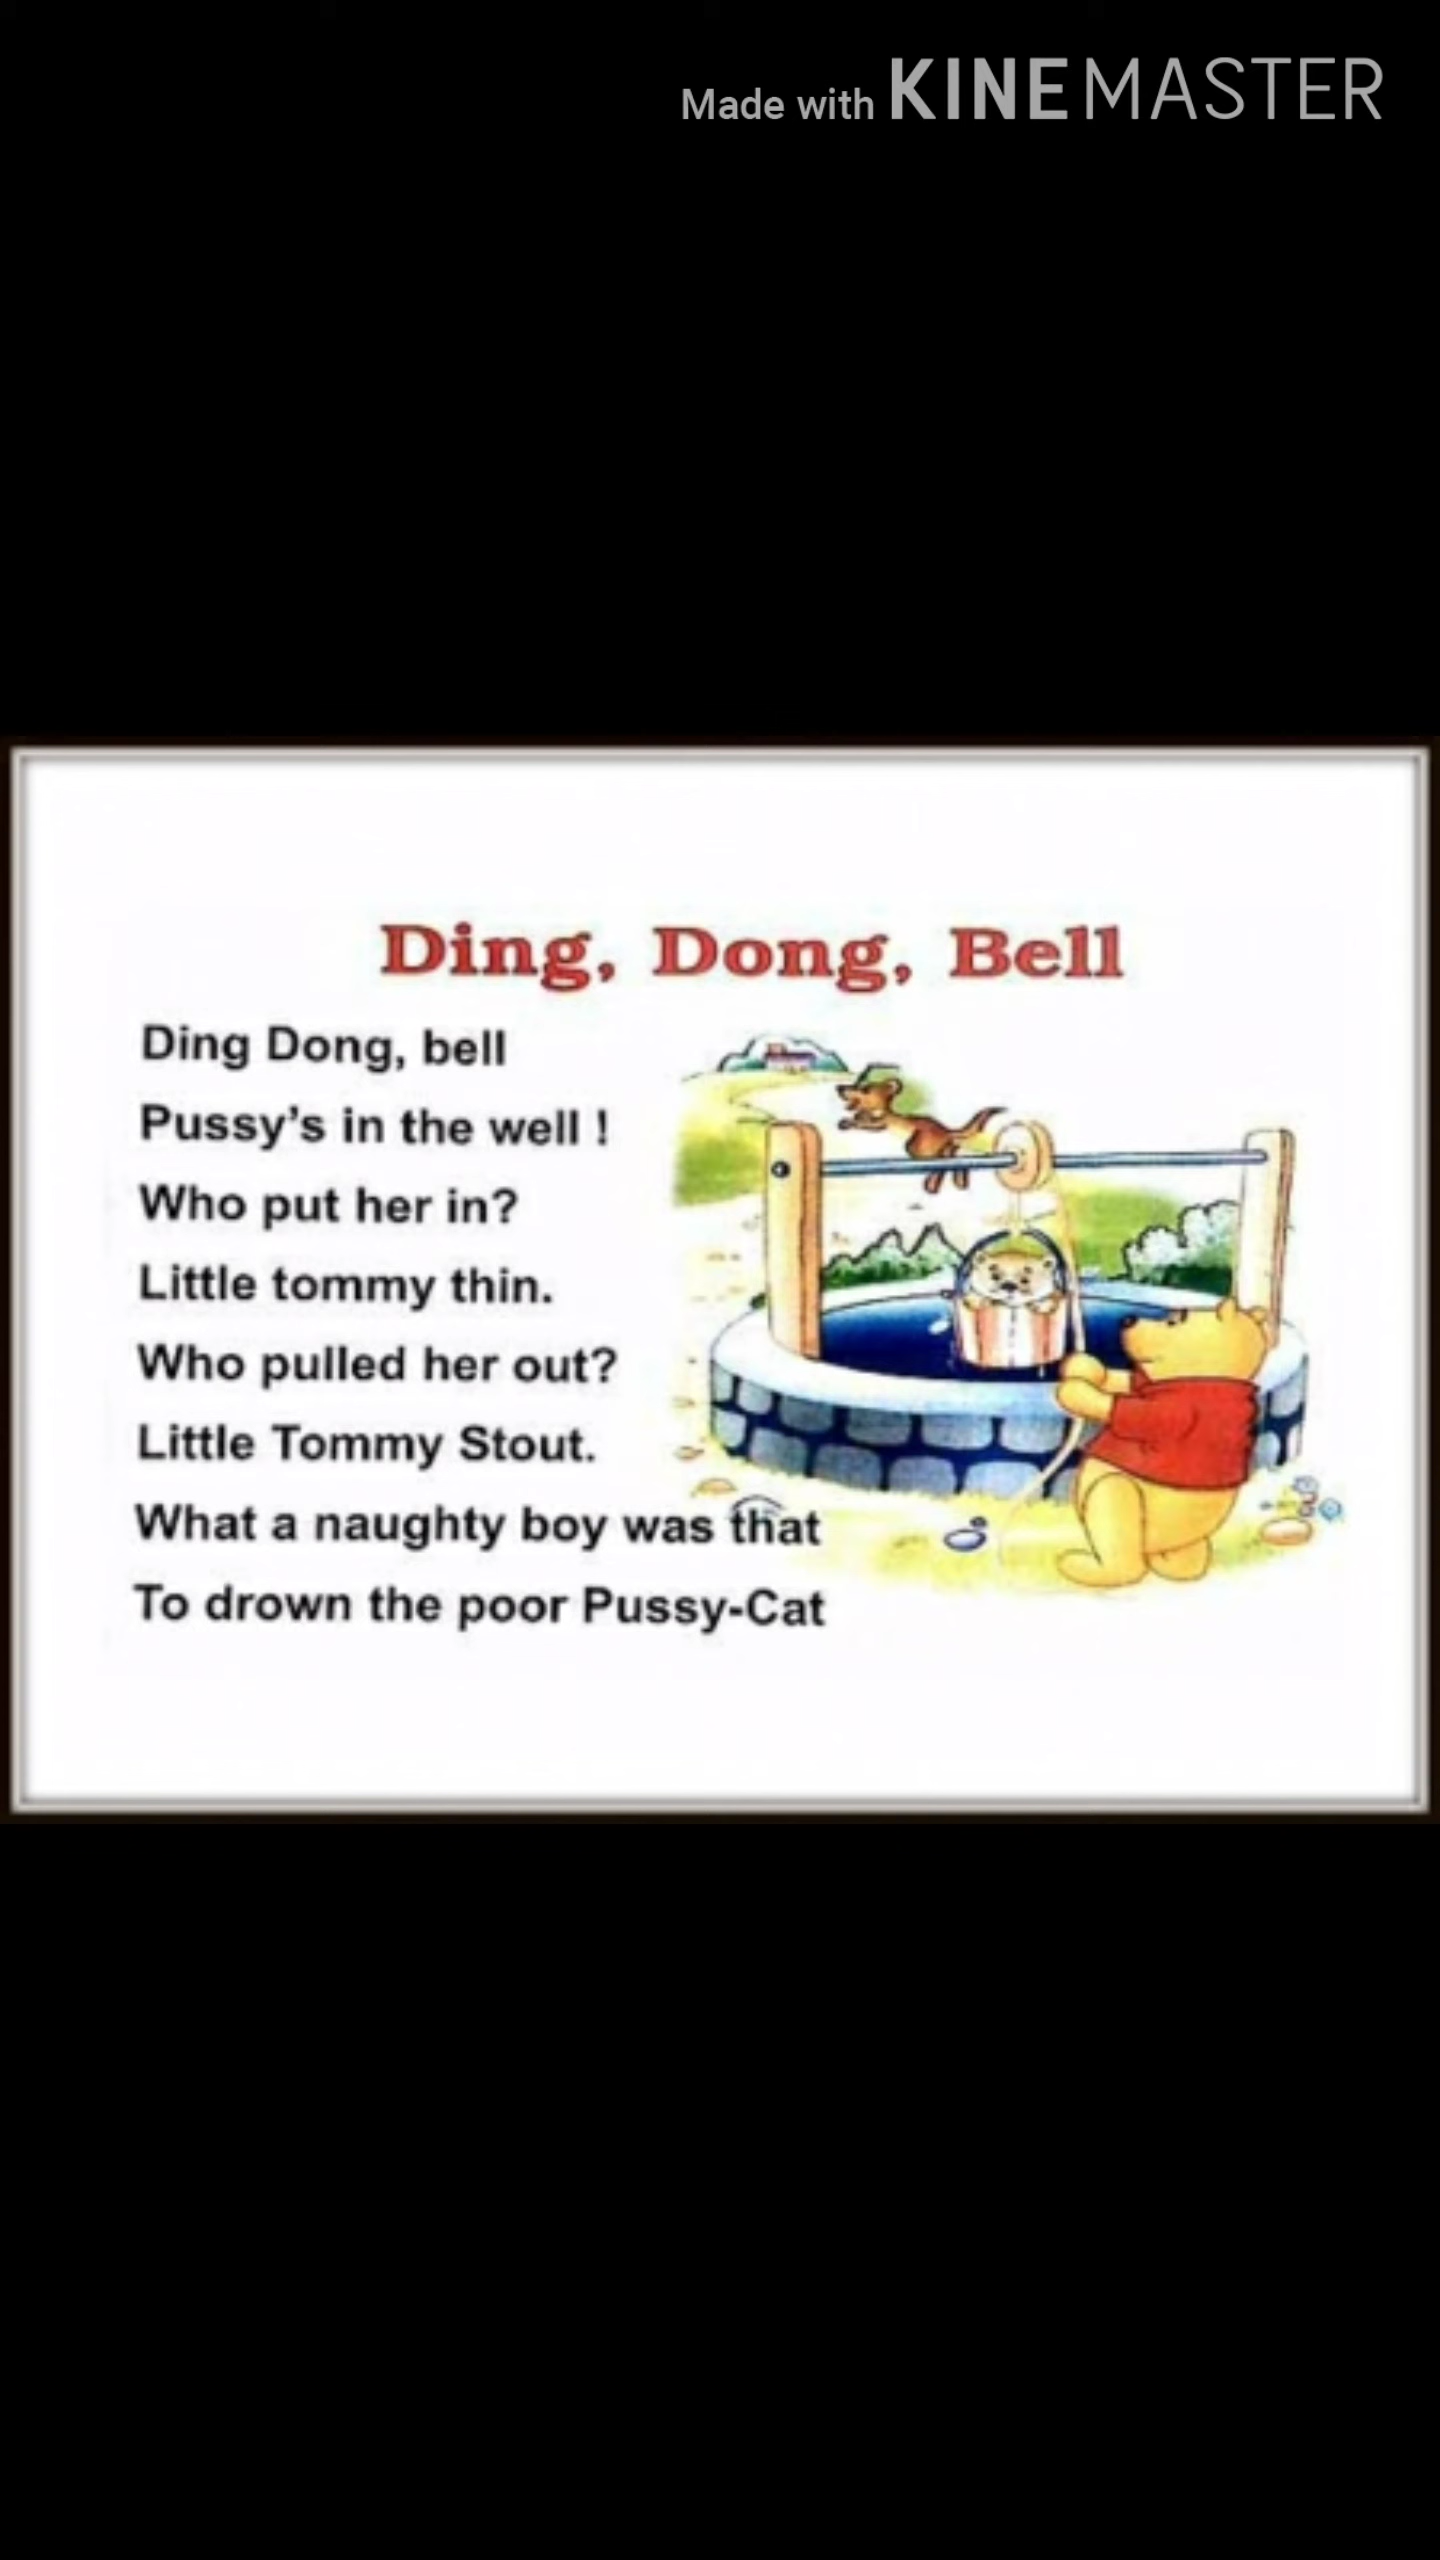 Made with KINEMASTER
Ding, Dong, Bell
Ding Dong, bell
Pussy's in the well !
Who put her in?
Little tommy thin.
Who pulled her out?
Little Tommy Stout.
What a naughty boy was that
To drown the poor Pussy-Cat